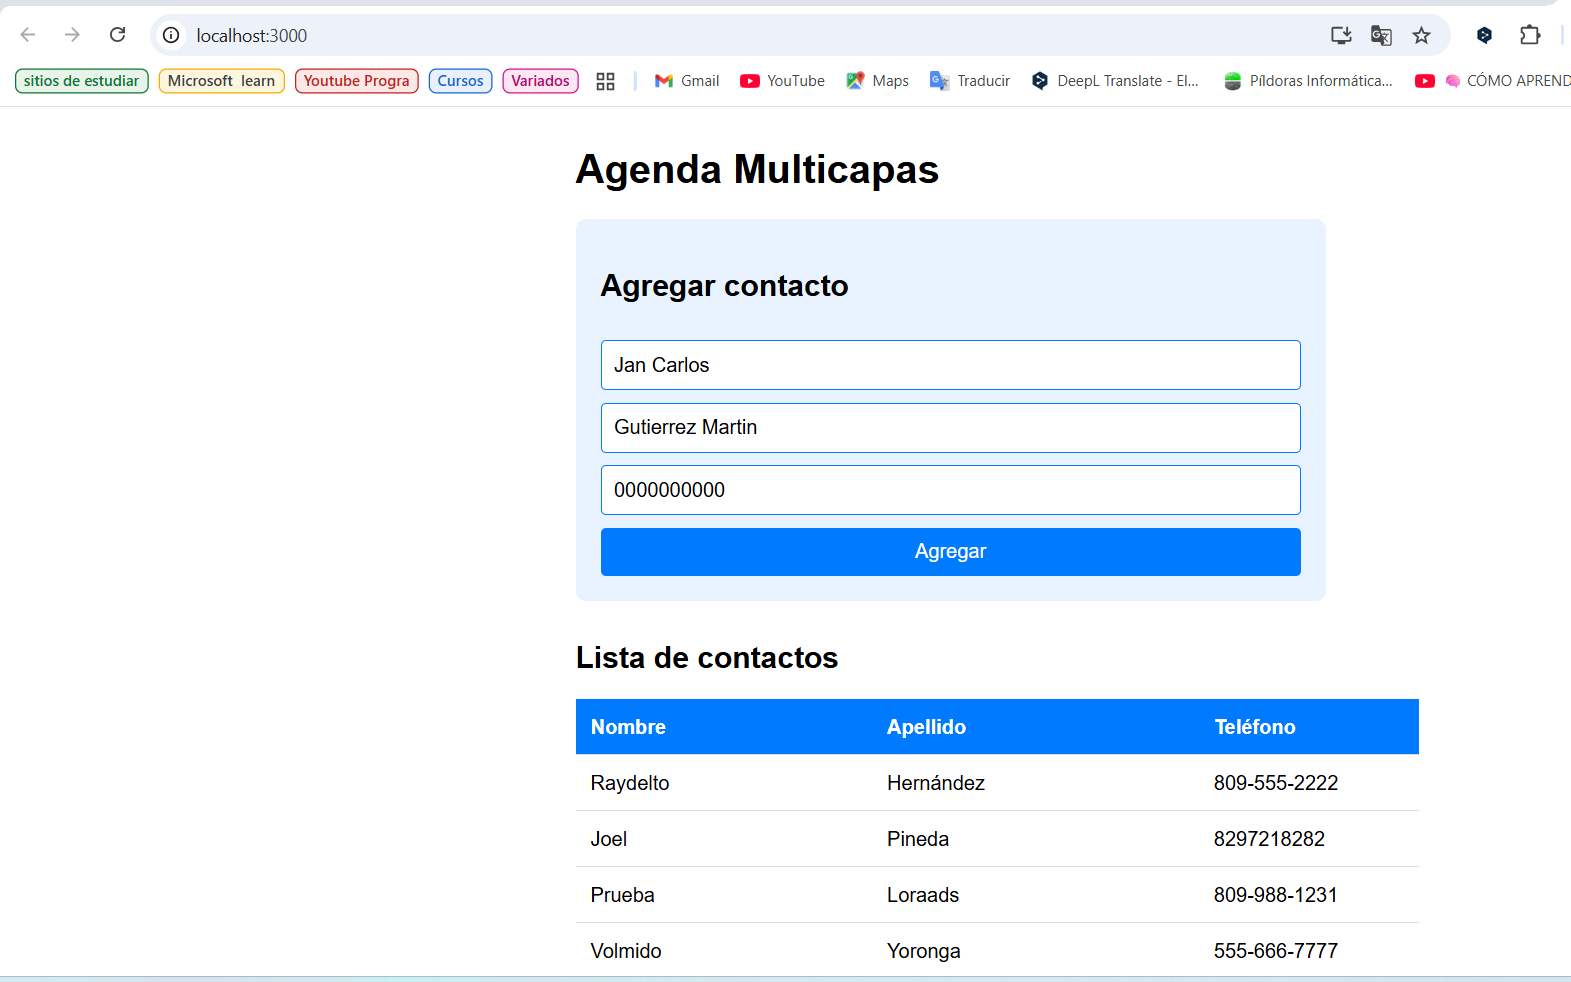 localhost:3000
sitios de estudiar Microsoft learn Youtube Progra Cursos Variados Gmail YouTube Maps Traducir DeepL Translate - El... Píldoras Informática... CÓMO APREND
Agenda Multicapas
Agregar contacto
Jan Carlos
Gutierrez Martin
0000000000
Agregar
Lista de contactos
Nombre Apellido Teléfono
Raydelto Hernández 809-555-2222
Joel Pineda 8297218282
Prueba Loraads 809-988-1231
Volmido Yoronga 555-666-7777